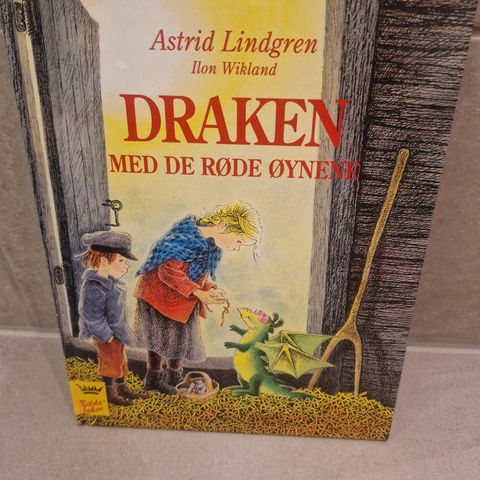 Astrid Lindgren
Ilon Wikland
DRAKEN
MED DE RØDE ØYNENE